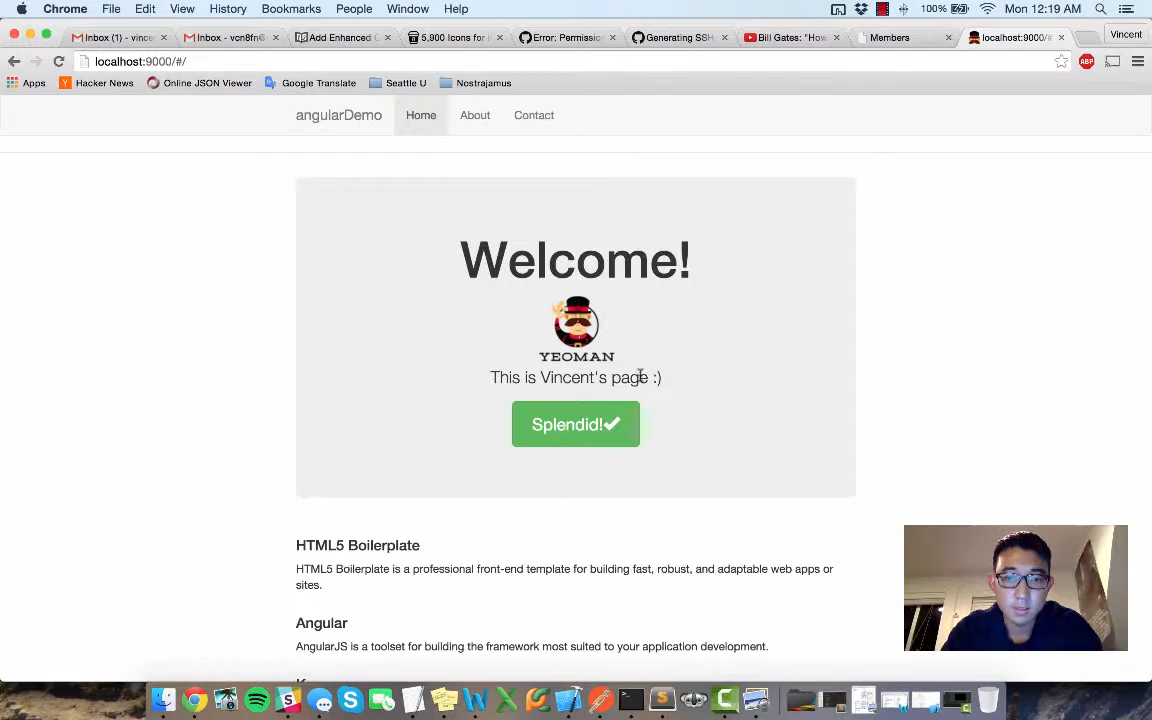 Chrome File Edit View History Bookmarks People Window Help 100% Mon 12:19 AM
Inbox (1) - vince Inbox - vcn8fn Add Enhanced 5,900 Icons for Error: Permissio Generating SSH Bill Gates: "How Members localhost:9000/# Vincent
localhost:9000/#/ ABP
Apps Hacker News Online JSON Viewer Google Translate Seattle U Nostrajamus
angularDemo Home About Contact
Welcome!
YEOMAN
This is Vincent's page :)
Splendid!
HTML5 Boilerplate
HTML5 Boilerplate is a professional front-end template for building fast, robust, and adaptable web apps or
sites.
Angular
AngularJS is a toolset for building the framework most suited to your application development.